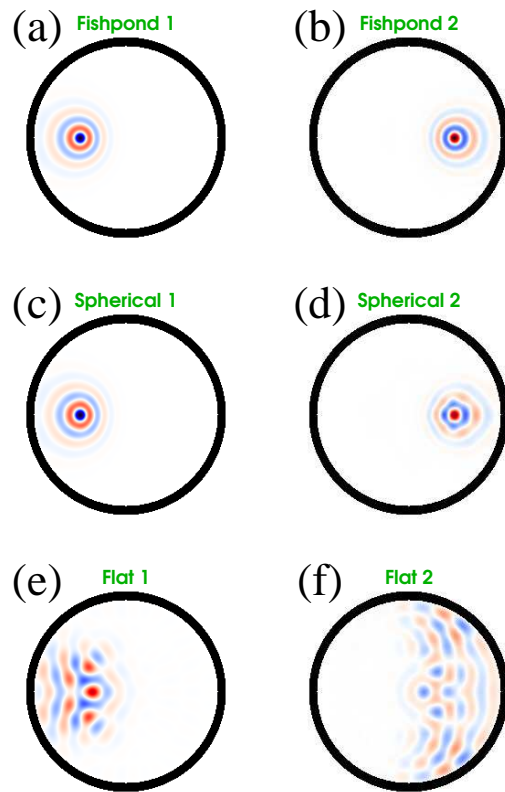 (a) Fishpond 1
(b) Fishpond 2
(c) Spherical 1
(d) Spherical 2
(e) Flat 1
(f) Flat 2